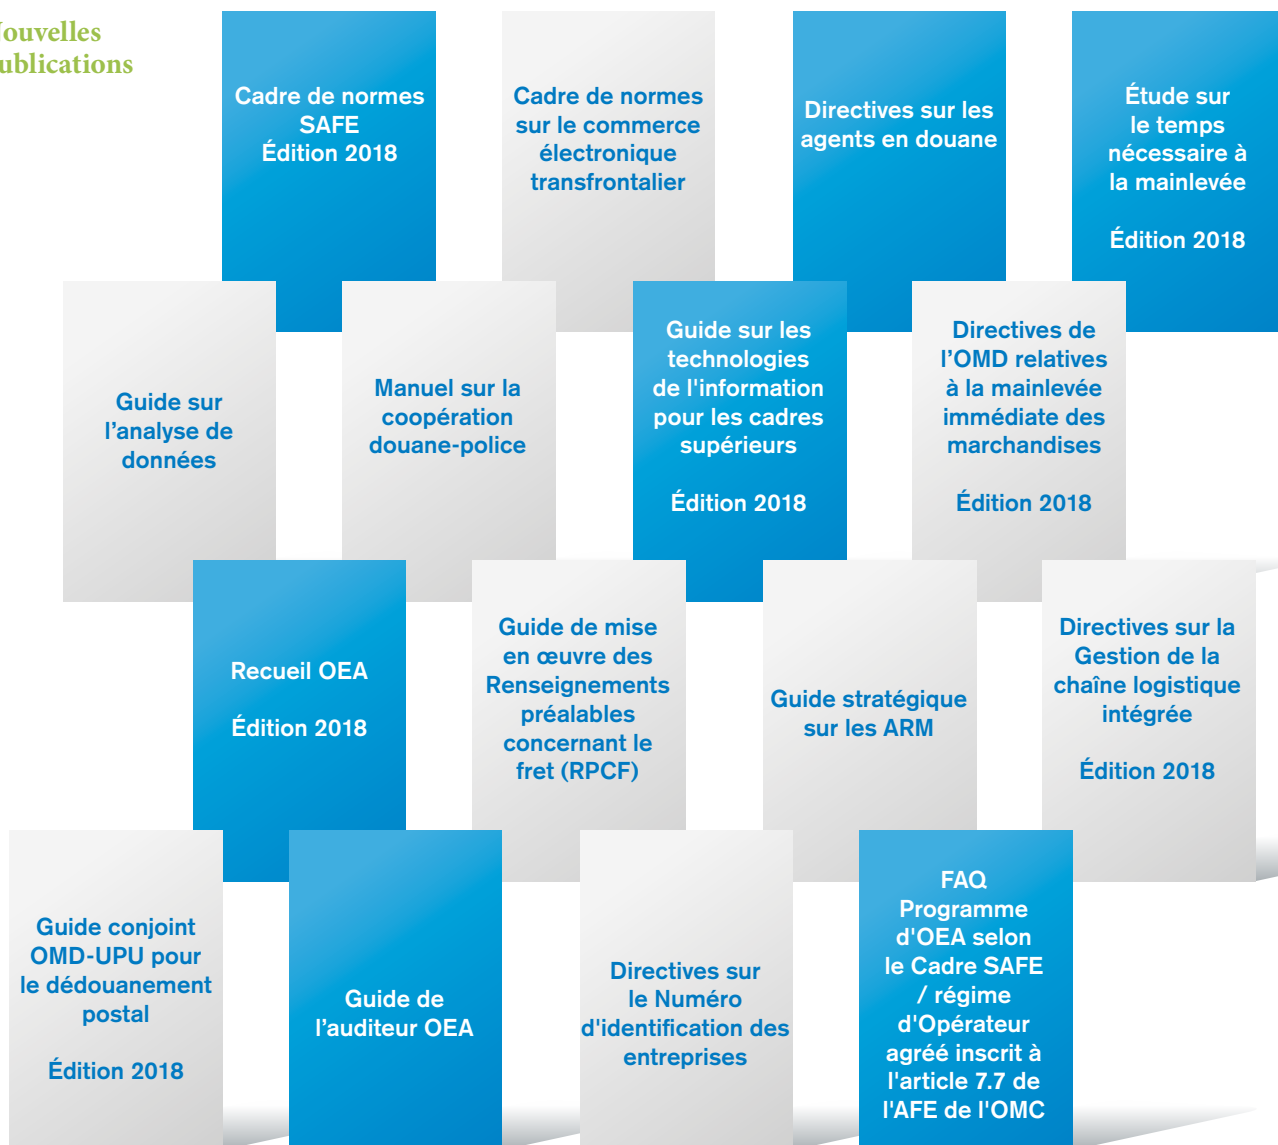 Nouvelles
ublications
Cadre de normes
SAFE
Édition 2018
Cadre de normes
sur le commerce
électronique
transfrontalier
Directives sur les
agents en douane
Étude sur
le temps
nécessaire à
la mainlevée
Édition 2018
Guide sur
l’analyse de
données
Manuel sur la
coopération
douane-police
Guide sur les
technologies
de l'information
pour les cadres
supérieurs
Édition 2018
Directives de
l’OMD relatives
à la mainlevée
immédiate des
marchandises
Édition 2018
Recueil OEA
Édition 2018
Guide de mise
en œuvre des
Renseignements
préalables
concernant le
fret (RPCF)
Guide stratégique
sur les ARM
Directives sur la
Gestion de la
chaîne logistique
intégrée
Édition 2018
Guide conjoint
OMD-UPU pour
le dédouanement
postal
Édition 2018
Guide de
l’auditeur OEA
Directives sur
le Numéro
d'identification des
entreprises
FAQ
Programme
d'OEA selon
le Cadre SAFE
/ régime
d'Opérateur
agréé inscrit à
l'article 7.7 de
l'AFE de l'OMC